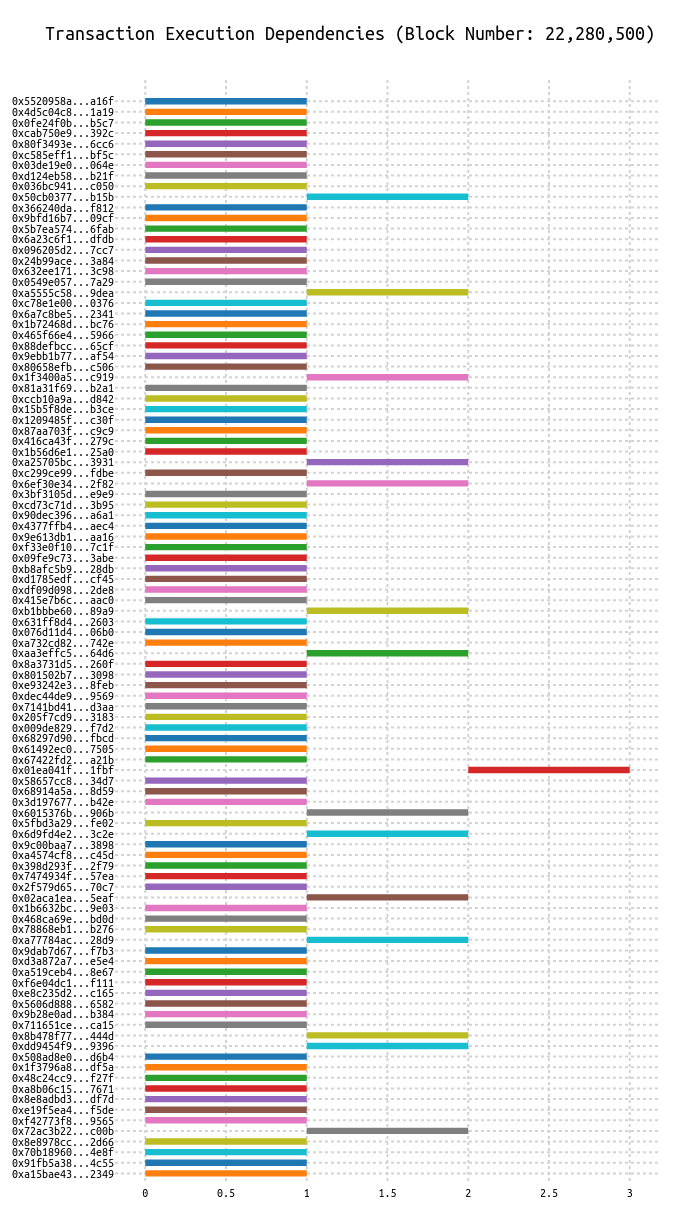 Transaction Execution Dependencies (Block Number: 22,280,500)
0x5520958a...a16f
0x4d5c04c8...1a19
0x0fe24f0b...b5c7
0xcab750e9...392c
0x80f3493e...6cc6
0xc585eff1...bf5c
0x03de19e0...064e
0xd124eb58...b21f
0x036bc941...c050
0x50cb0377...b15b
0x366240da...f812
0x9bfd16b7...09cf
0x5b7ea574...6fab
0x6a23c6f1...dfdb
0x096205d2...7cc7
0x24b99ace...3a84
0x632ee171...3c98
0x0549e057...7a29
0xa5555c58...9dea
0xc78e1e00...0376
0x6a7c8be5...2341
0x1b72468d...bc76
0x465f66e4...5966
0x88defbcc...65cf
0x9ebb1b77...af54
0x80658efb...c506
0x1f3400a5...c919
0x81a31f69...b2a1
0xccb10a9a...d842
0x15b5f8de...b3ce
0x1209485f...c30f
0x87aa703f...c9c9
0x416ca43f...279c
0x1b56d6e1...25a0
0xa25705bc...3931
0xc299ce99...fdbe
0x6ef30e34...2f82
0x3bf3105d...e9e9
0xcd73c71d...3b95
0x90dec396...a6a1
0x4377ffb4...aec4
0x9e613db1...aa16
0xf33e0f10...7c1f
0x09fe9c73...3abe
0xb8afc5b9...28db
0xd1785edf...cf45
0xdf09d098...2de8
0x415e7b6c...aac0
0xb1bbbe60...89a9
0x631ff8d4...2603
0x076d11d4...06b0
0xa732cd82...742e
0xaa3effc5...64d6
0x8a3731d5...260f
0x801502b7...3098
0xe93242e3...8feb
0xdec44de9...9569
0x7141bd41...d3aa
0x205f7cd9...3183
0x009de829...f7d2
0x68297d90...fbcd
0x61492ec0...7505
0x67422fd2...a21b
0x01ea041f...1fbf
0x58657cc8...34d7
0x68914a5a...8d59
0x3d197677...b42e
0x6015376b...906b
0x5fbd3a29...fe02
0x6d9fd4e2...3c2e
0x9c00baa7...3898
0xa4574cf8...c45d
0x398d293f...2f79
0x7474934f...57ea
0x2f579d65...70c7
0x02aca1ea...5eaf
0x1b6632bc...9e03
0x468ca69e...bd0d
0x78868eb1...b276
0xa77784ac...28d9
0x9dab7d67...f7b3
0xd3a872a7...e5e4
0xa519ceb4...8e67
0xf6e04dc1...f111
0xe8c235d2...c165
0x5606d888...6582
0x9b28e0ad...b384
0x711651ce...ca15
0x8b478f77...444d
0xdd9454f9...9396
0x508ad8e0...d6b4
0x1f3796a8...df5a
0x48c24cc9...f27f
0xa8b06c15...7671
0x8e8adbd3...df7d
0xe19f5ea4...f5de
0xf42773f8...9565
0x72ac3b22...c00b
0x8e8978cc...2d66
0x70b18960...4e8f
0x91fb5a38...4c55
0xa15bae43...2349
0 0.5 1 1.5 2 2.5 3